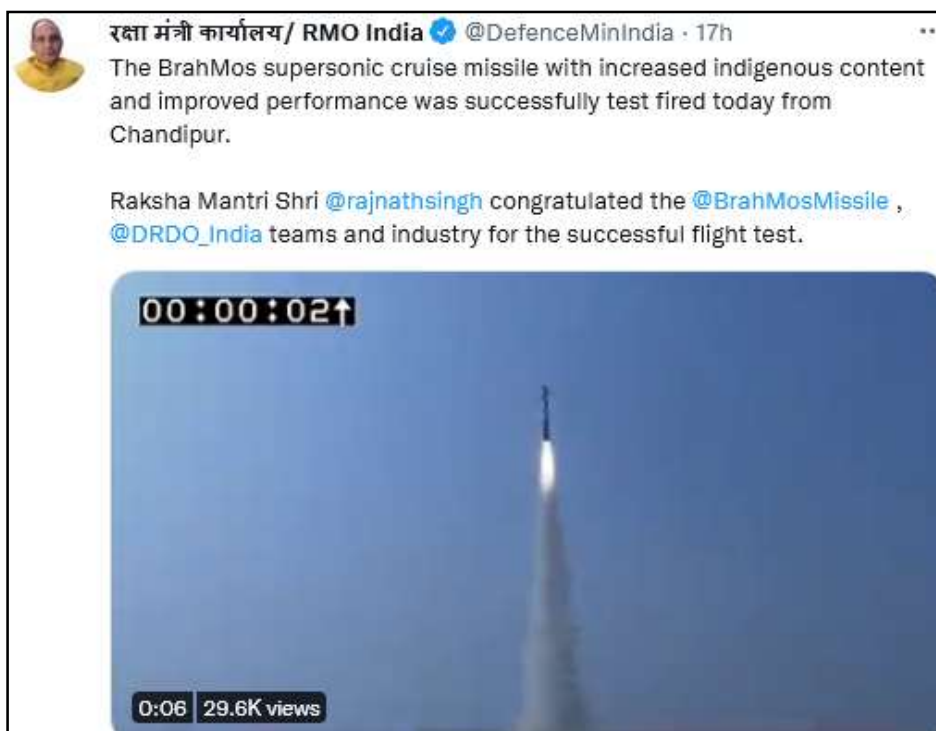 रक्षा मंत्री कार्यालय/ RMO India @DefenceMinIndia · 17h
The BrahMos supersonic cruise missile with increased indigenous content
and improved performance was successfully test fired today from
Chandipur.
Raksha Mantri Shri @rajnathsingh congratulated the @BrahMosMissile ,
@DRDO_India teams and industry for the successful flight test.
00:00:02↑
0:06 29.6K views